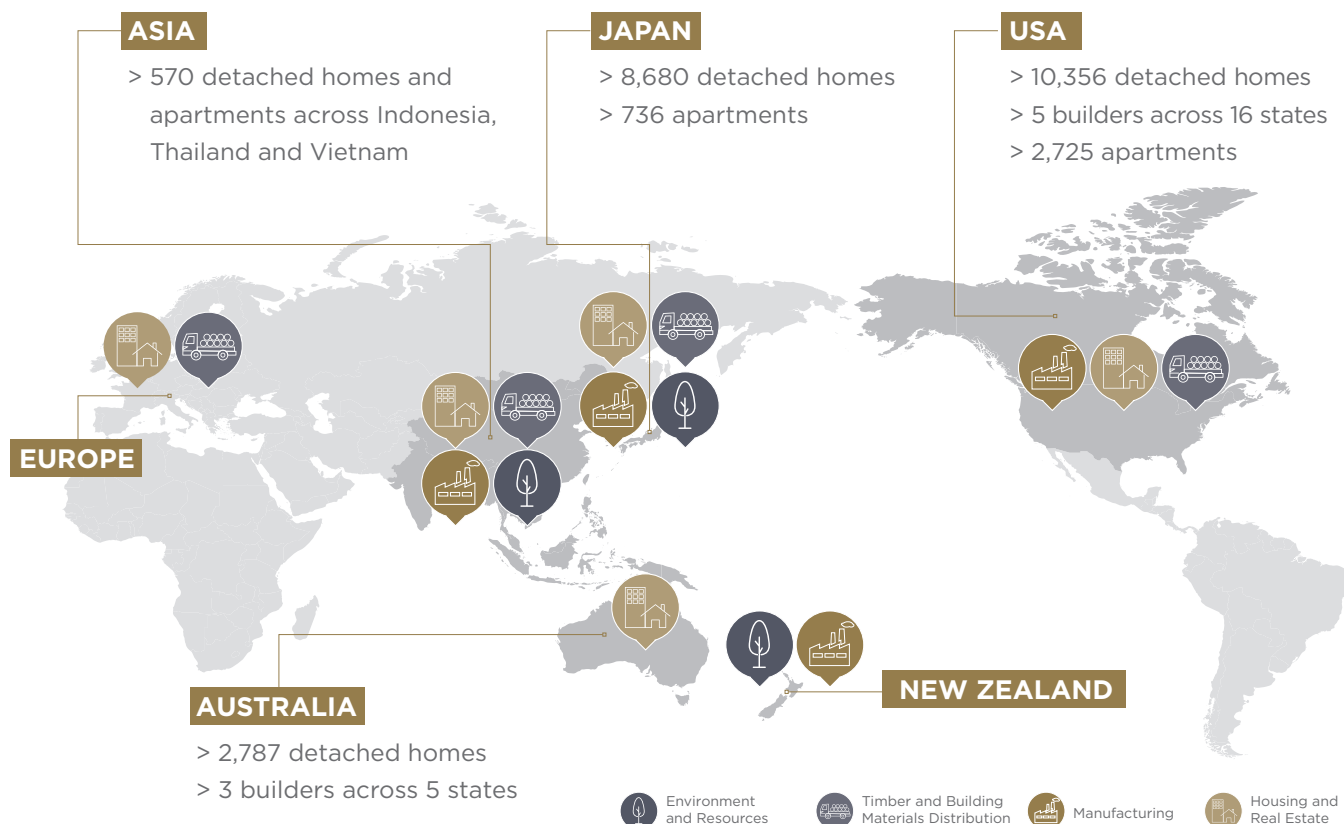 ASIA
> 570 detached homes and
apartments across Indonesia,
Thailand and Vietnam
JAPAN
> 8,680 detached homes
> 736 apartments
USA
> 10,356 detached homes
> 5 builders across 16 states
> 2,725 apartments
EUROPE
AUSTRALIA
> 2,787 detached homes
> 3 builders across 5 states
NEW ZEALAND
Environment
and Resources
Timber and Building
Materials Distribution
Manufacturing
Housing and
Real Estate